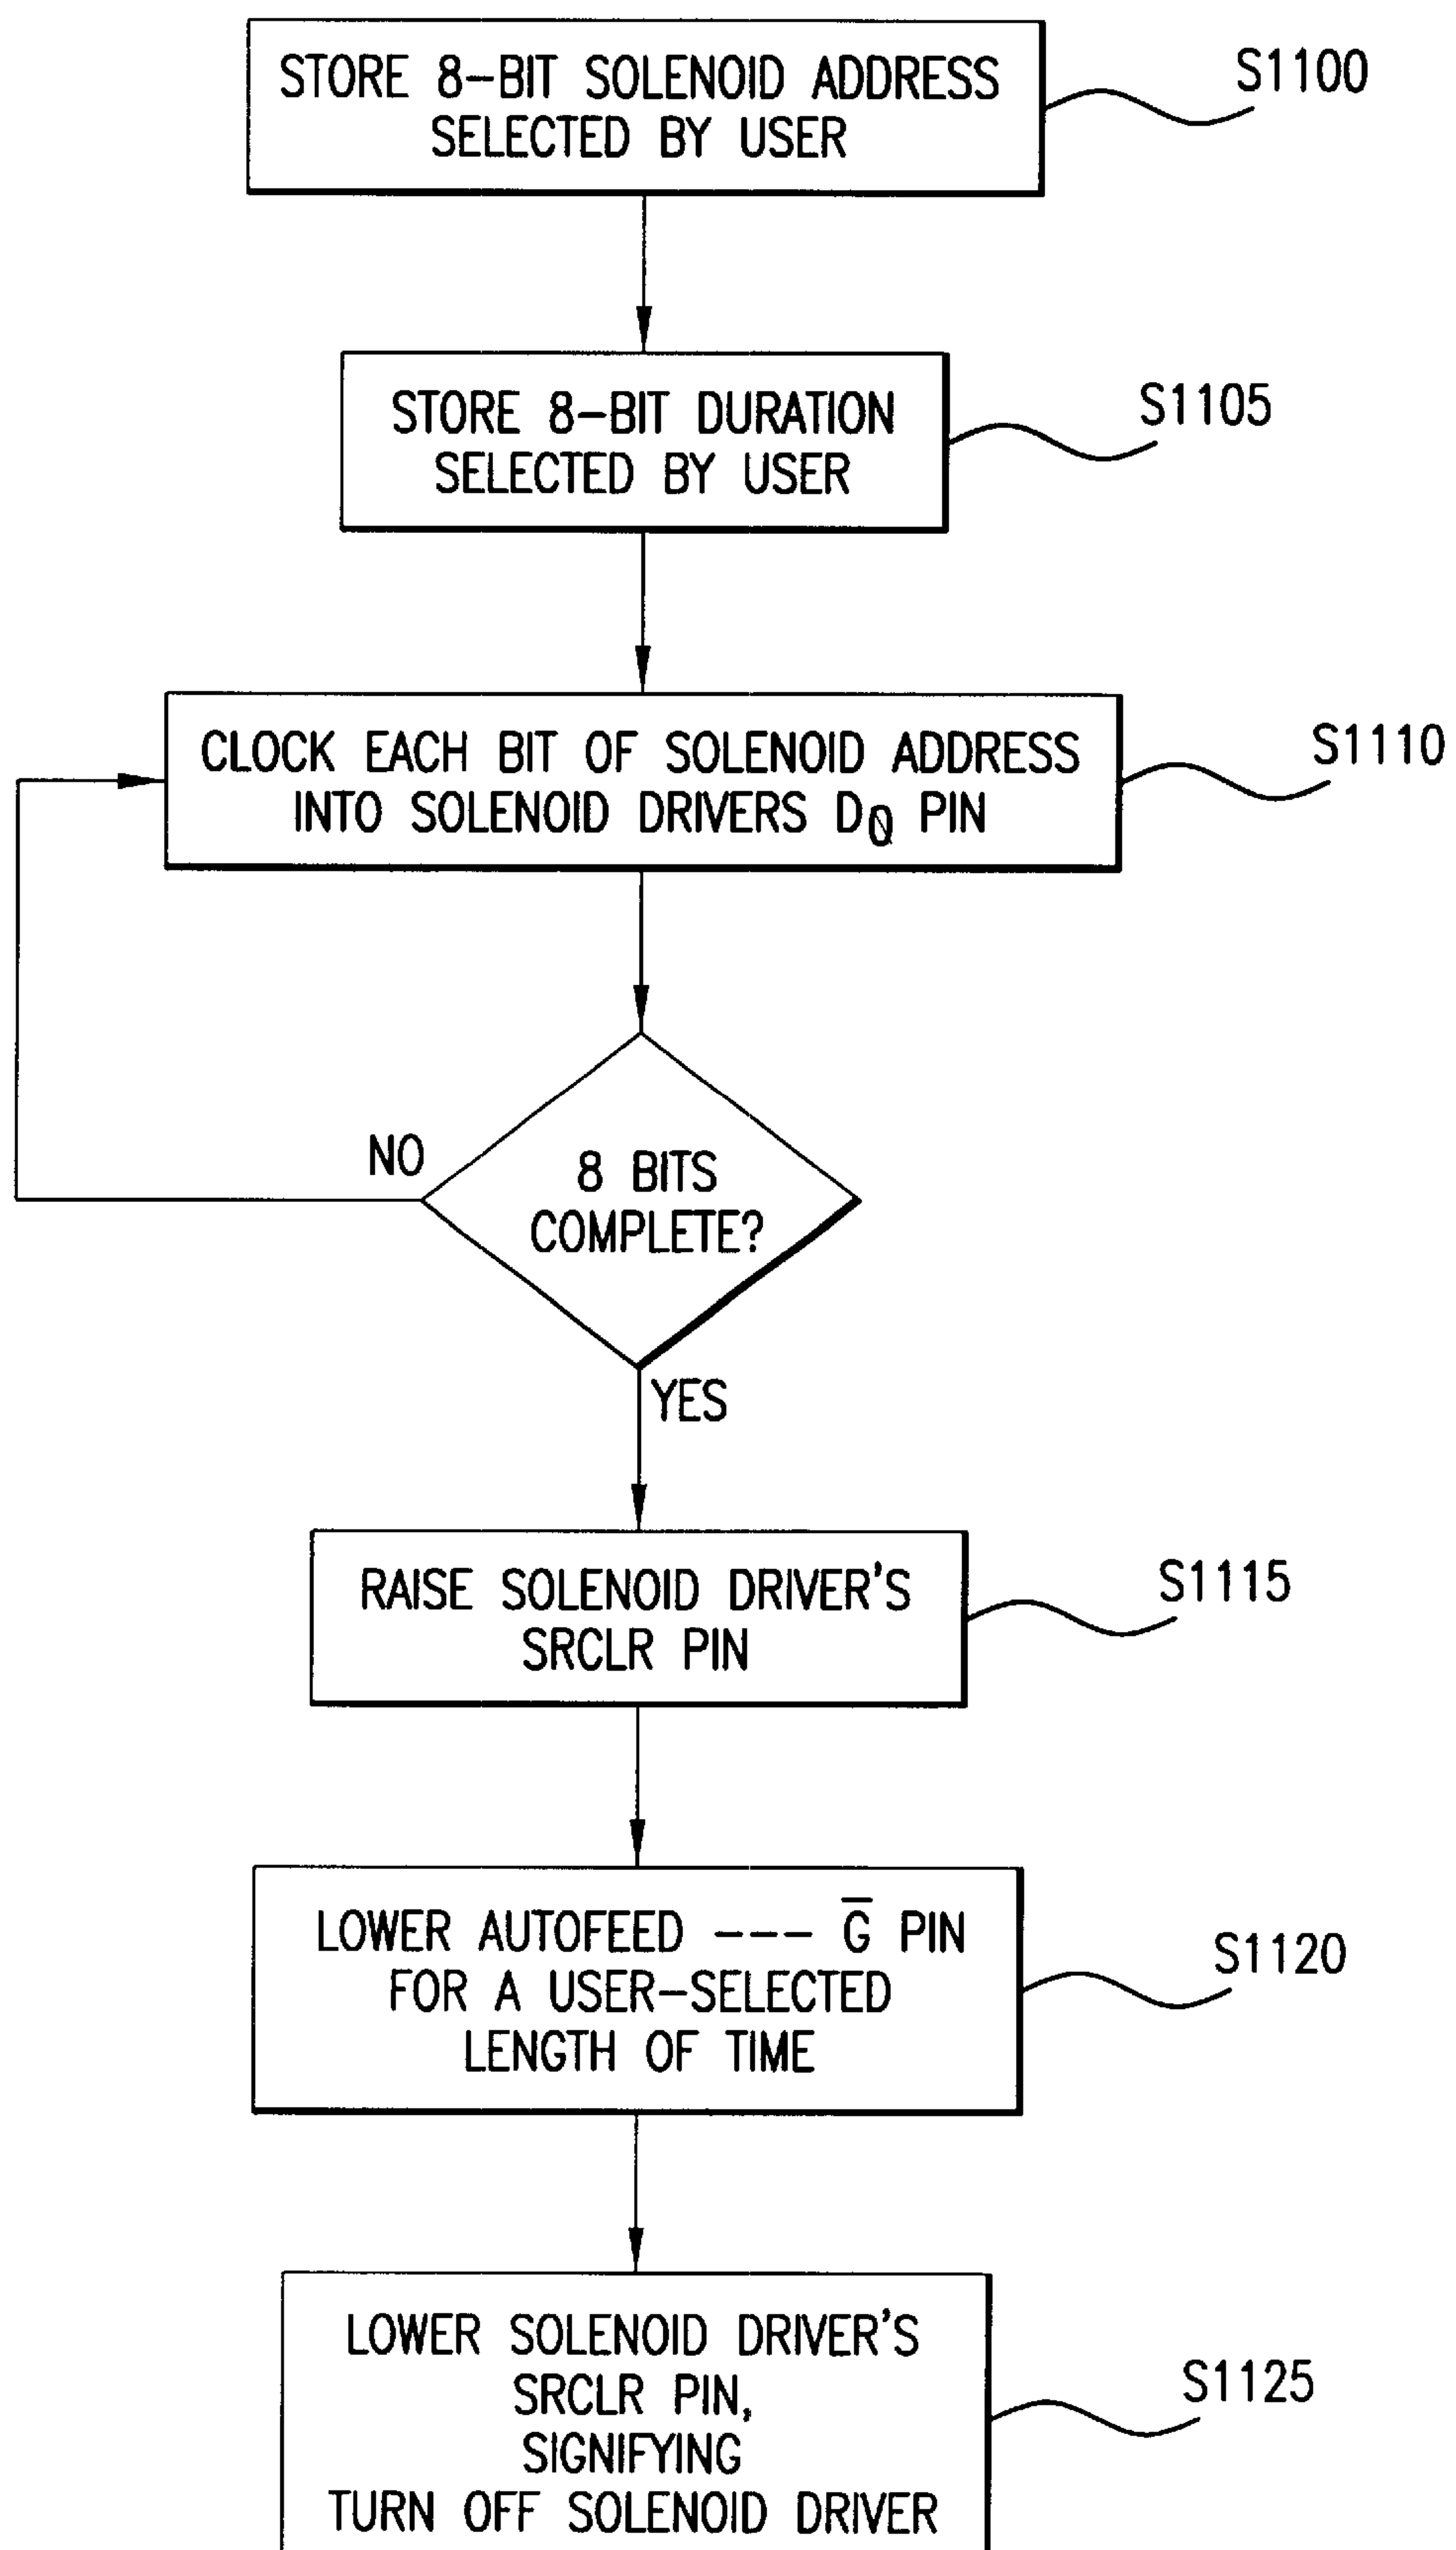 STORE 8-BIT SOLENOID ADDRESS
SELECTED BY USER
S1100
STORE 8-BIT DURATION
SELECTED BY USER
S1105
CLOCK EACH BIT OF SOLENOID ADDRESS
INTO SOLENOID DRIVERS D0 PIN
S1110
NO
8 BITS
COMPLETE?
YES
RAISE SOLENOID DRIVER'S
SRCLR PIN
S1115
LOWER AUTOFEED --- G̅ PIN
FOR A USER-SELECTED
LENGTH OF TIME
S1120
LOWER SOLENOID DRIVER'S
SRCLR PIN,
SIGNIFYING
TURN OFF SOLENOID DRIVER
S1125